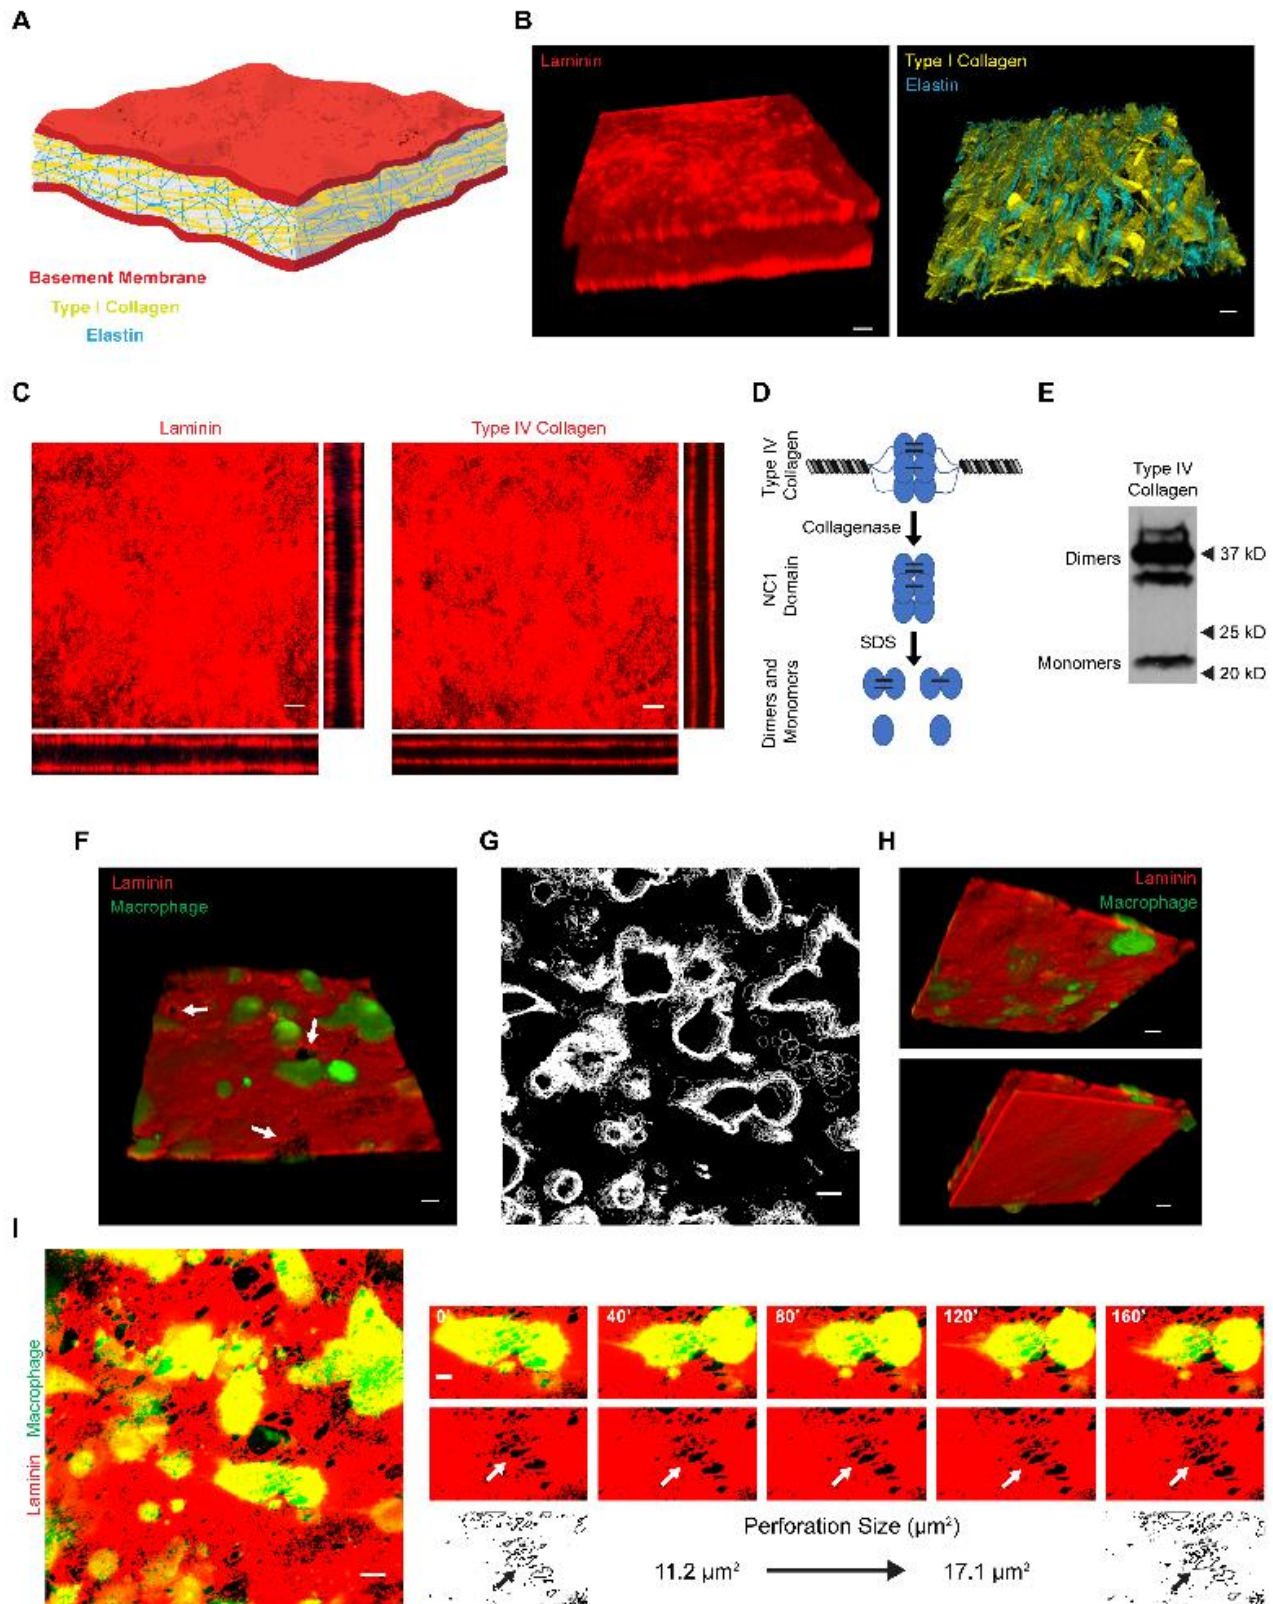 A
B
Laminin
Type I Collagen
Elastin
Basement Membrane
Type I Collagen
Elastin
C
D
E
Laminin
Type IV Collagen
Type IV
Collagen
Collagenase
NC1
Domain
SDS
Dimers and
Monomers
Type IV
Collagen
Dimers
37 kD
25 kD
Monomers
20 kD
F
G
H
Laminin
Macrophage
Laminin
Macrophage
I
Laminin Macrophage
0'
40'
80'
120'
160'
Perforation Size (µm²)
11.2 µm²
17.1 µm²